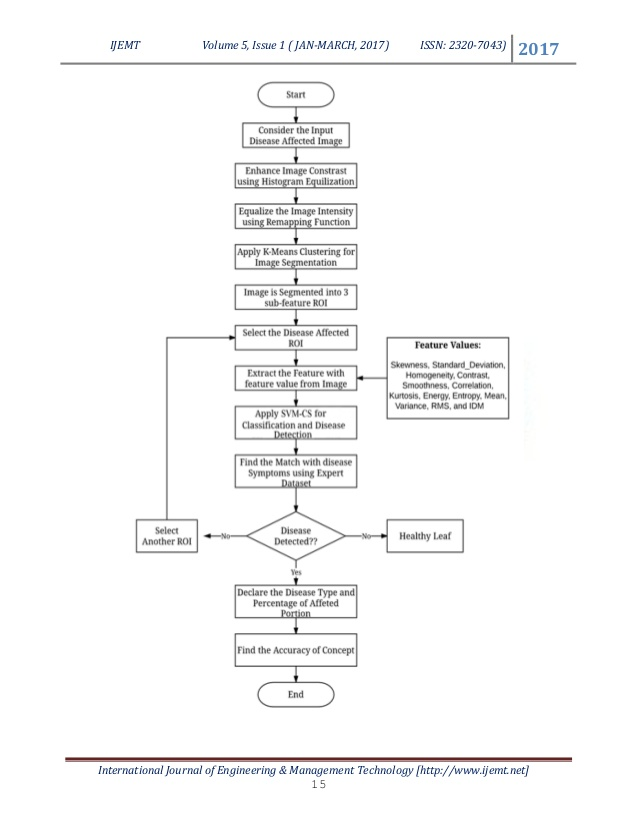 IJEMT Volume 5, Issue 1 ( JAN-MARCH, 2017) ISSN: 2320-7043) 2017
Start
Consider the Input
Disease Affected Image
Enhance Image Constrast
using Histogram Equilization
Equalize the Image Intensity
using Remapping Function
Apply K-Means Clustering for
Image Segmentation
Image is Segmented into 3
sub-feature ROI
Select the Disease Affected
ROI
Feature Values:
Skewness, Standard_Deviation,
Homogeneity, Contrast,
Smoothness, Correlation,
Kurtosis, Energy, Entropy, Mean,
Variance, RMS, and IDM
Extract the Feature with
feature value from Image
Apply SVM-CS for
Classification and Disease
Detection
Find the Match with disease
Symptoms using Expert
Dataset
Select
Another ROI
No
Disease
Detected??
No
Healthy Leaf
Yes
Declare the Disease Type and
Percentage of Affeted
Portion
Find the Accuracy of Concept
End
International Journal of Engineering & Management Technology [http://www.ijemt.net]
15